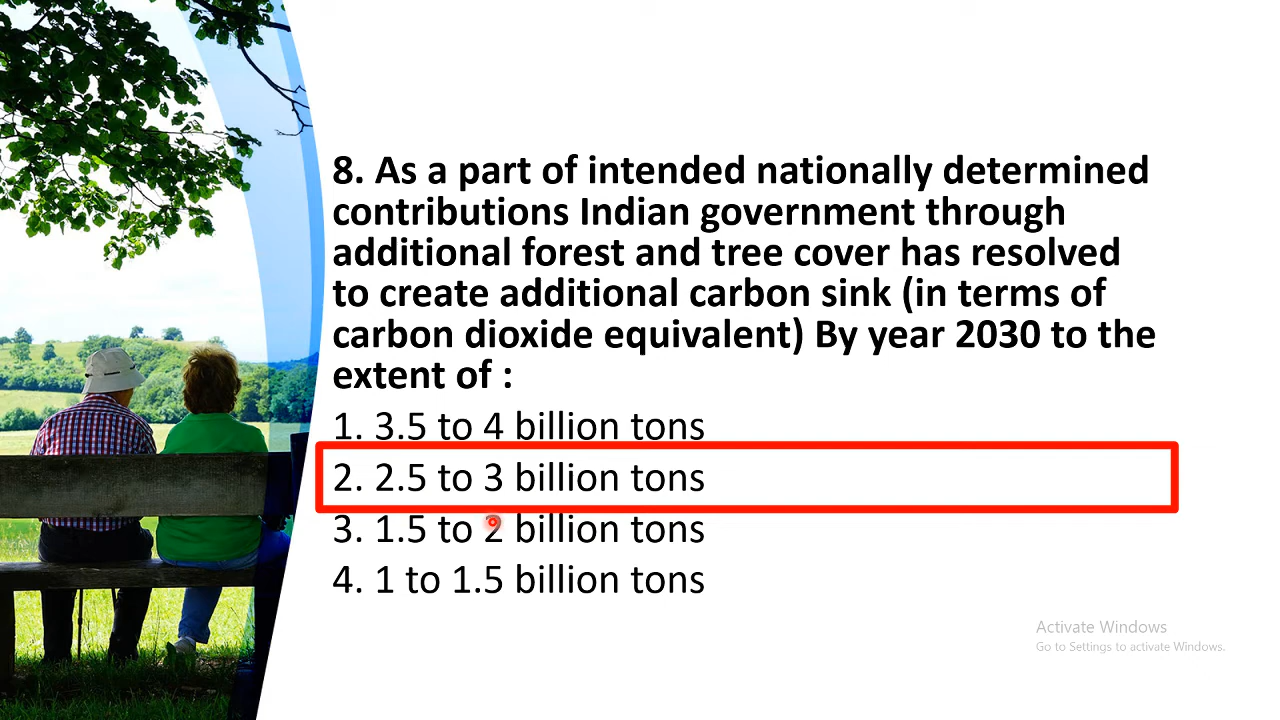 8. As a part of intended nationally determined
contributions Indian government through
additional forest and tree cover has resolved
to create additional carbon sink (in terms of
carbon dioxide equivalent) By year 2030 to the
extent of :
1. 3.5 to 4 billion tons
2. 2.5 to 3 billion tons
3. 1.5 to 2 billion tons
4. 1 to 1.5 billion tons
Activate Windows
Go to Settings to activate Windows.